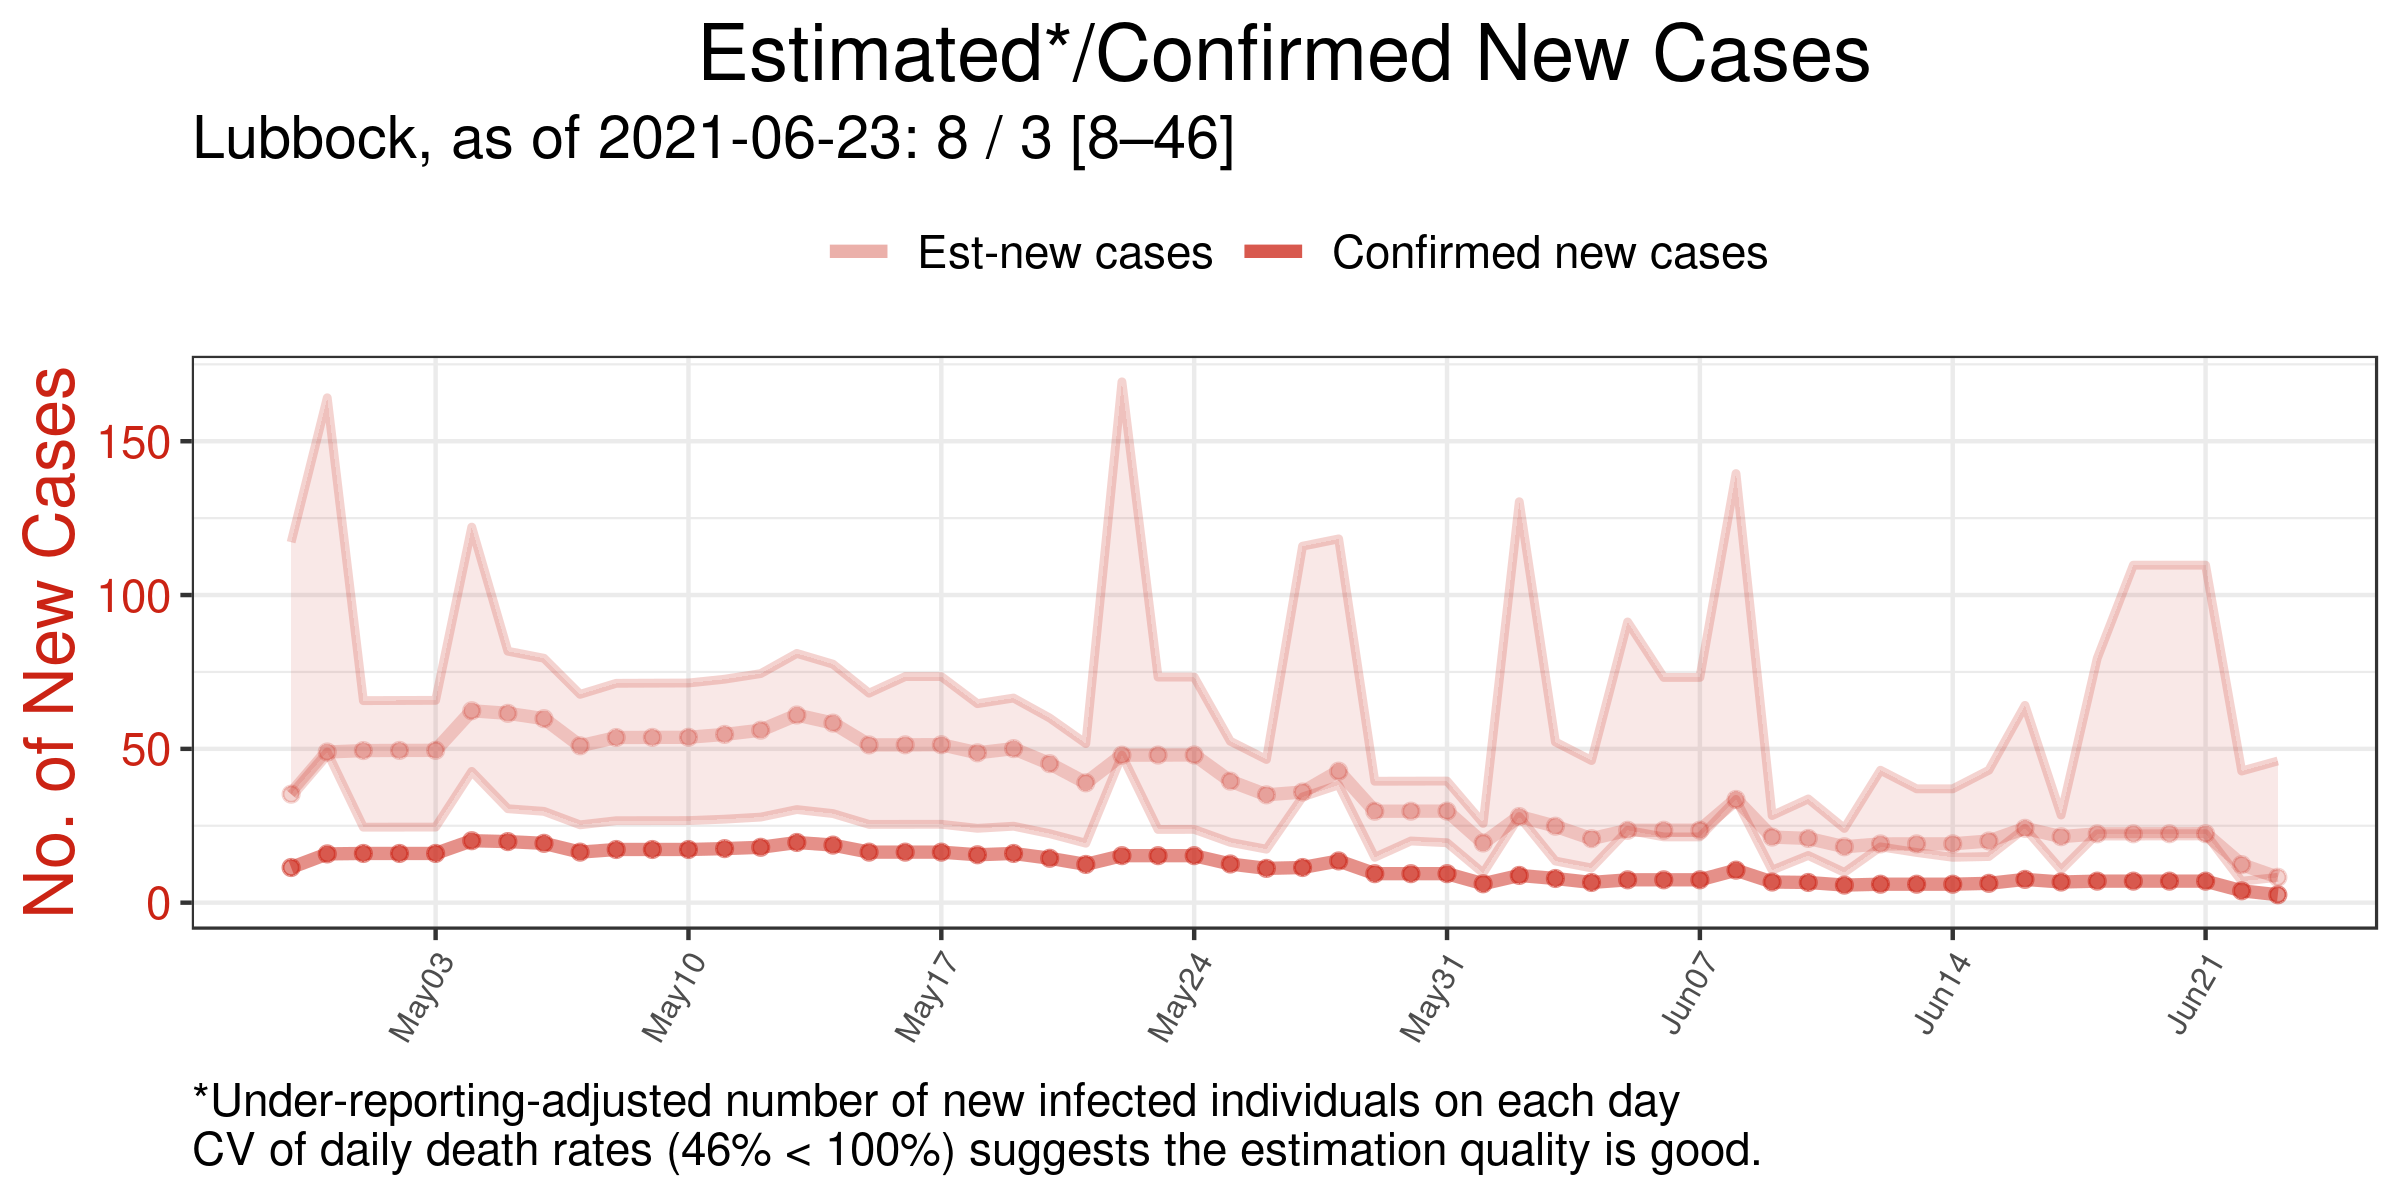 Estimated*/Confirmed New Cases
Lubbock, as of 2021-06-23: 8 / 3 [8–46]
Est-new cases
Confirmed new cases
No. of New Cases
150
100
50
0
May03
May10
May17
May24
May31
Jun07
Jun14
Jun21
*Under-reporting-adjusted number of new infected individuals on each day
CV of daily death rates (46% < 100%) suggests the estimation quality is good.